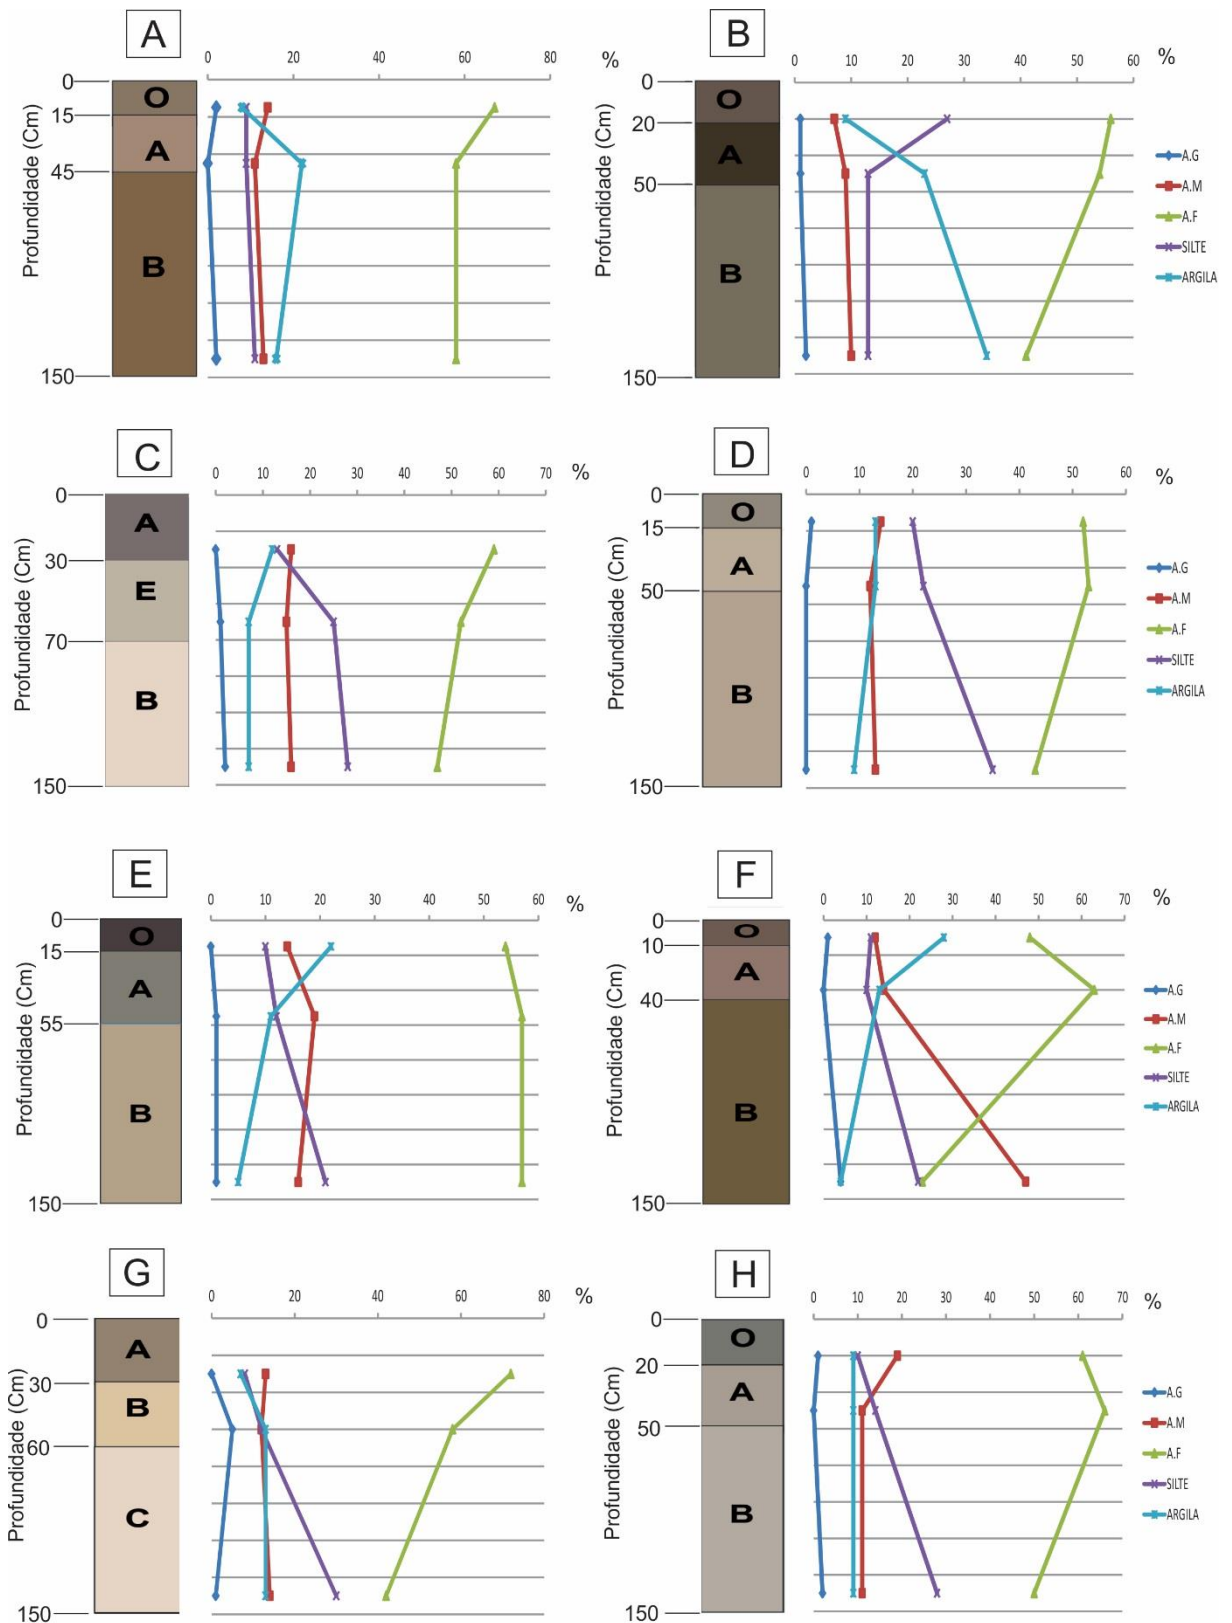 A
0 20 40 60 80 %
Profundidade (Cm)
0
O
15
A
45
B
150
B
0 10 20 30 40 50 60 %
Profundidade (Cm)
0
O
20
A
50
B
150
A.G
A.M
A.F
SILTE
ARGILA
C
0 10 20 30 40 50 60 70 %
Profundidade (Cm)
0
A
30
E
70
B
150
D
0 10 20 30 40 50 60 %
Profundidade (Cm)
0
O
15
A
50
B
150
A.G
A.M
A.F
SILTE
ARGILA
E
0 10 20 30 40 50 60 %
Profundidade (Cm)
0
O
15
A
55
B
150
F
0 10 20 30 40 50 60 70 %
Profundidade (Cm)
0
O
10
A
40
B
150
A.G
A.M
A.F
SILTE
ARGILA
G
0 20 40 60 80 %
Profundidade (Cm)
0
A
30
B
60
C
150
H
0 10 20 30 40 50 60 70 %
Profundidade (Cm)
0
O
20
A
50
B
150
A.G
A.M
A.F
SILTE
ARGILA